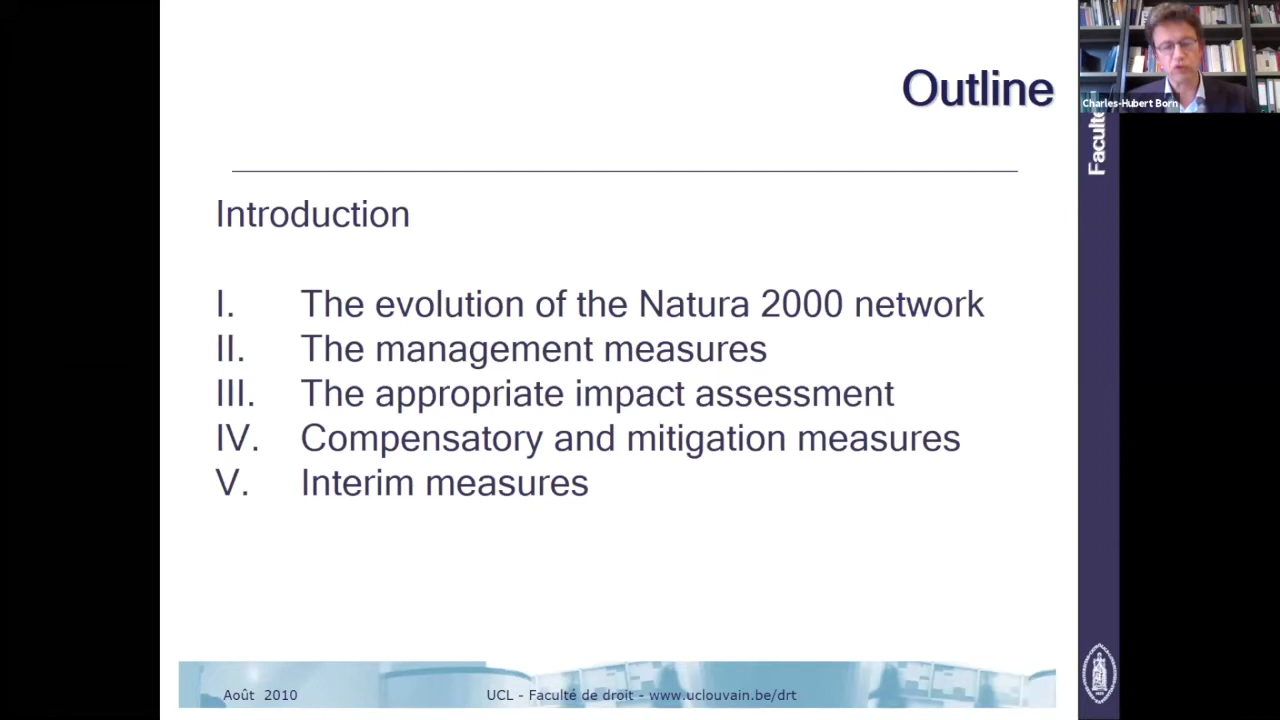 Outline
Charles-Hubert Born
Faculté
Introduction
I. The evolution of the Natura 2000 network
II. The management measures
III. The appropriate impact assessment
IV. Compensatory and mitigation measures
V. Interim measures
Août 2010
UCL - Faculté de droit - www.uclouvain.be/drt